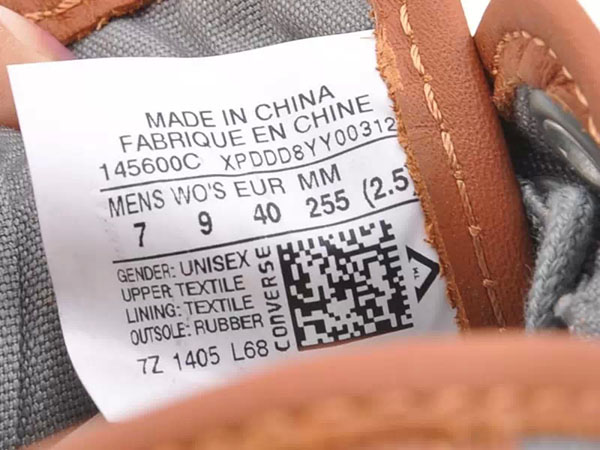 MADE IN CHINA
FABRIQUE EN CHINE
145600C XPDDD8YY00312
MENS WO'S EUR MM
7 9 40 255 (2.5)
GENDER: UNISEX
UPPER TEXTILE
LINING: TEXTILE
OUTSOLE: RUBBER
CONVERSE
TM
7Z 1405 L68